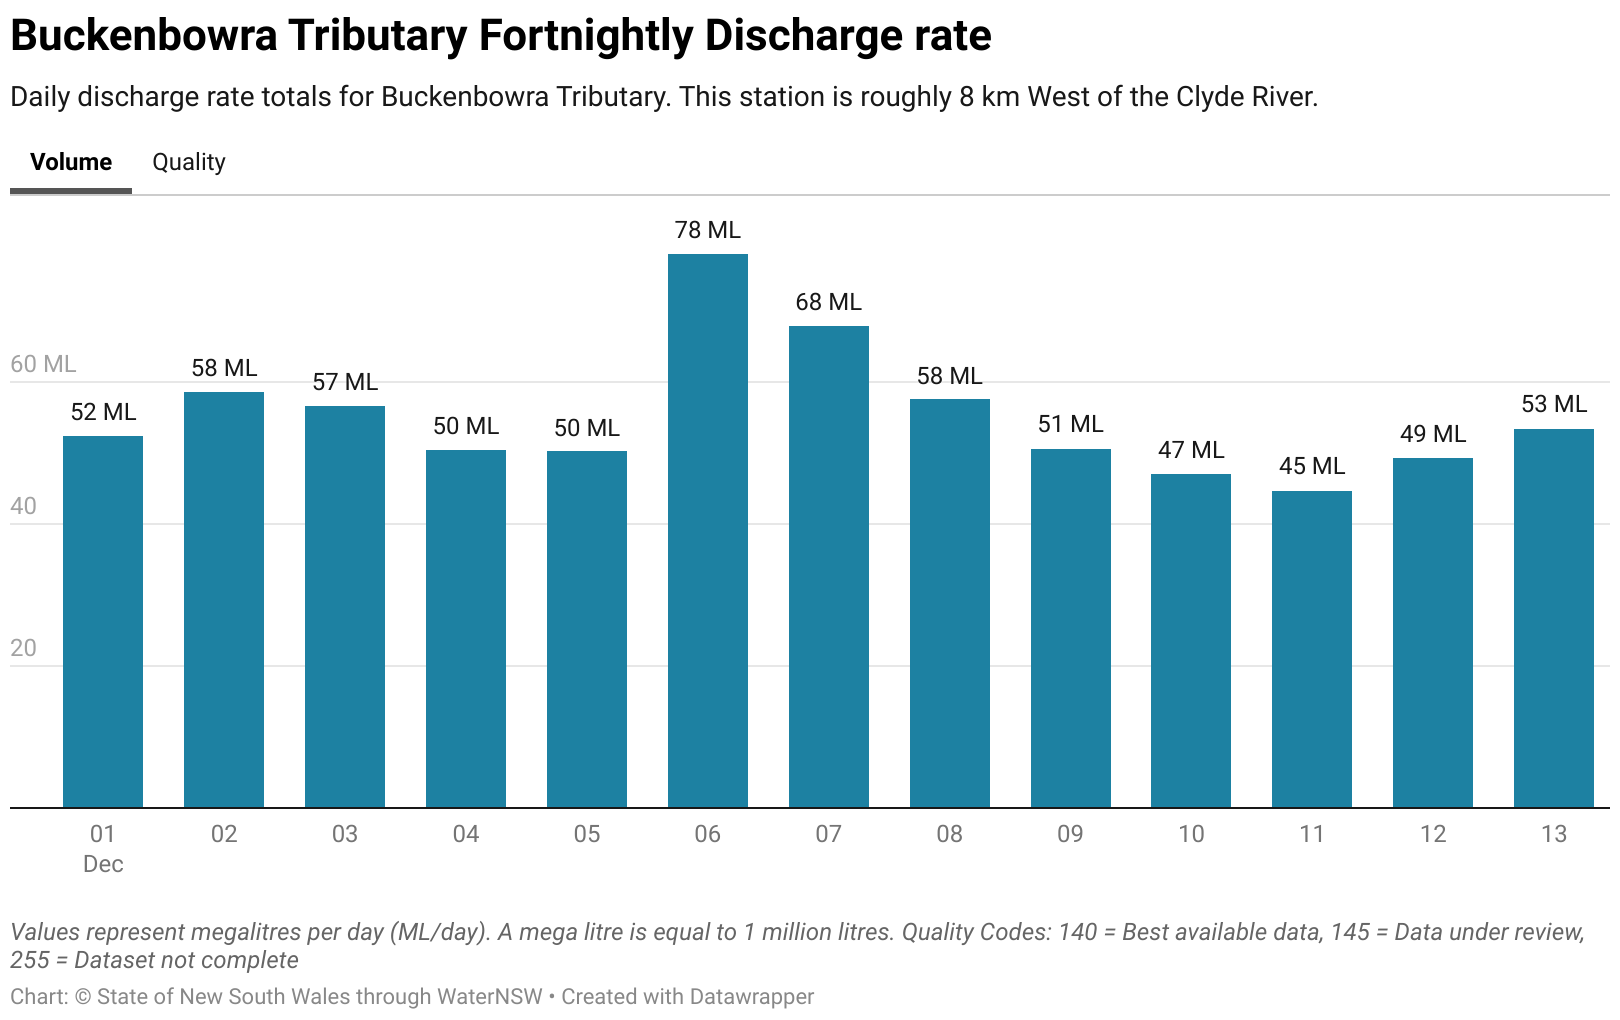 Buckenbowra Tributary Fortnightly Discharge rate
Daily discharge rate totals for Buckenbowra Tributary. This station is roughly 8 km West of the Clyde River.
Volume Quality
78 ML
68 ML
60 ML
58 ML
57 ML
58 ML
52 ML
50 ML
50 ML
51 ML
47 ML
45 ML
49 ML
53 ML
40
20
01 02 03 04 05 06 07 08 09 10 11 12 13
Dec
Values represent megalitres per day (ML/day). A mega litre is equal to 1 million litres. Quality Codes: 140 = Best available data, 145 = Data under review,
255 = Dataset not complete
Chart: © State of New South Wales through WaterNSW • Created with Datawrapper